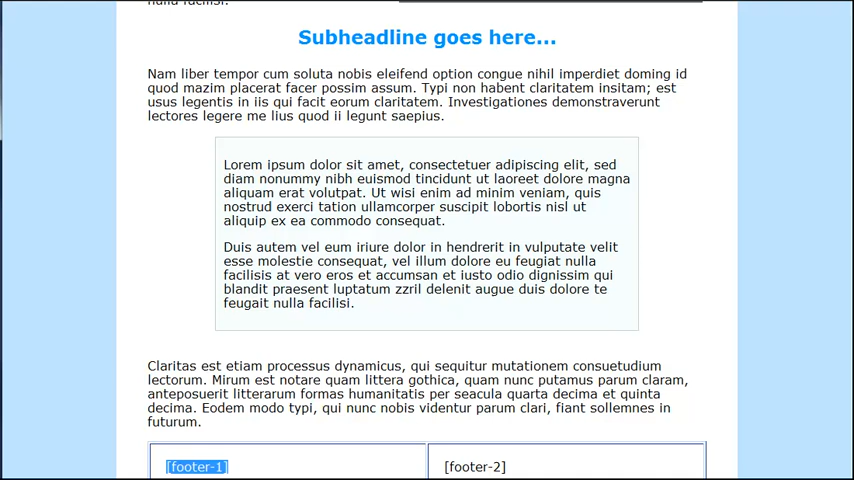 nulla facilisi.
Subheadline goes here...
Nam liber tempor cum soluta nobis eleifend option congue nihil imperdiet doming id
quod mazim placerat facer possim assum. Typi non habent claritatem insitam; est
usus legentis in iis qui facit eorum claritatem. Investigationes demonstraverunt
lectores legere me lius quod ii legunt saepius.
Lorem ipsum dolor sit amet, consectetuer adipiscing elit, sed
diam nonummy nibh euismod tincidunt ut laoreet dolore magna
aliquam erat volutpat. Ut wisi enim ad minim veniam, quis
nostrud exerci tation ullamcorper suscipit lobortis nisl ut
aliquip ex ea commodo consequat.
Duis autem vel eum iriure dolor in hendrerit in vulputate velit
esse molestie consequat, vel illum dolore eu feugiat nulla
facilisis at vero eros et accumsan et iusto odio dignissim qui
blandit praesent luptatum zzril delenit augue duis dolore te
feugait nulla facilisi.
Claritas est etiam processus dynamicus, qui sequitur mutationem consuetudium
lectorum. Mirum est notare quam littera gothica, quam nunc putamus parum claram,
anteposuerit litterarum formas humanitatis per seacula quarta decima et quinta
decima. Eodem modo typi, qui nunc nobis videntur parum clari, fiant sollemnes in
futurum.
[footer-1]
[footer-2]